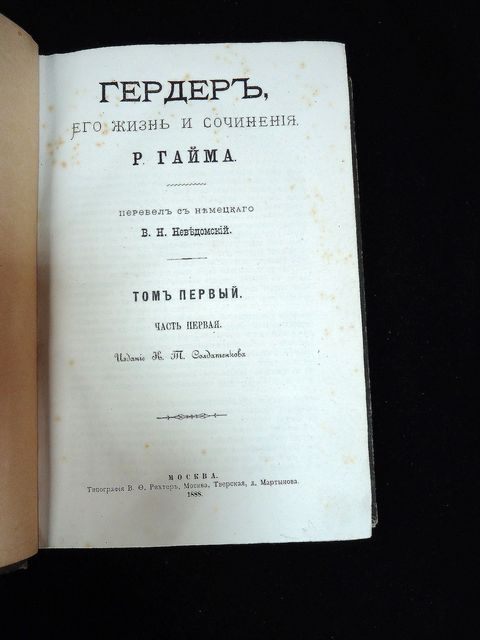 ГЕРДЕРЪ,
ЕГО ЖИЗНЬ И СОЧИНЕНІЯ.
Р. ГАЙМА.
ПЕРЕВЕЛЪ СЪ НѢМЕЦКАГО
В. Н. Невѣдомскій.
ТОМЪ ПЕРВЫЙ.
ЧАСТЬ ПЕРВАЯ.
Изданіе К. Т. Солдатенкова
МОСКВА.
Типографія В. Ѳ. Рихтеръ, Москва, Тверская, д. Мартынова.
1888.